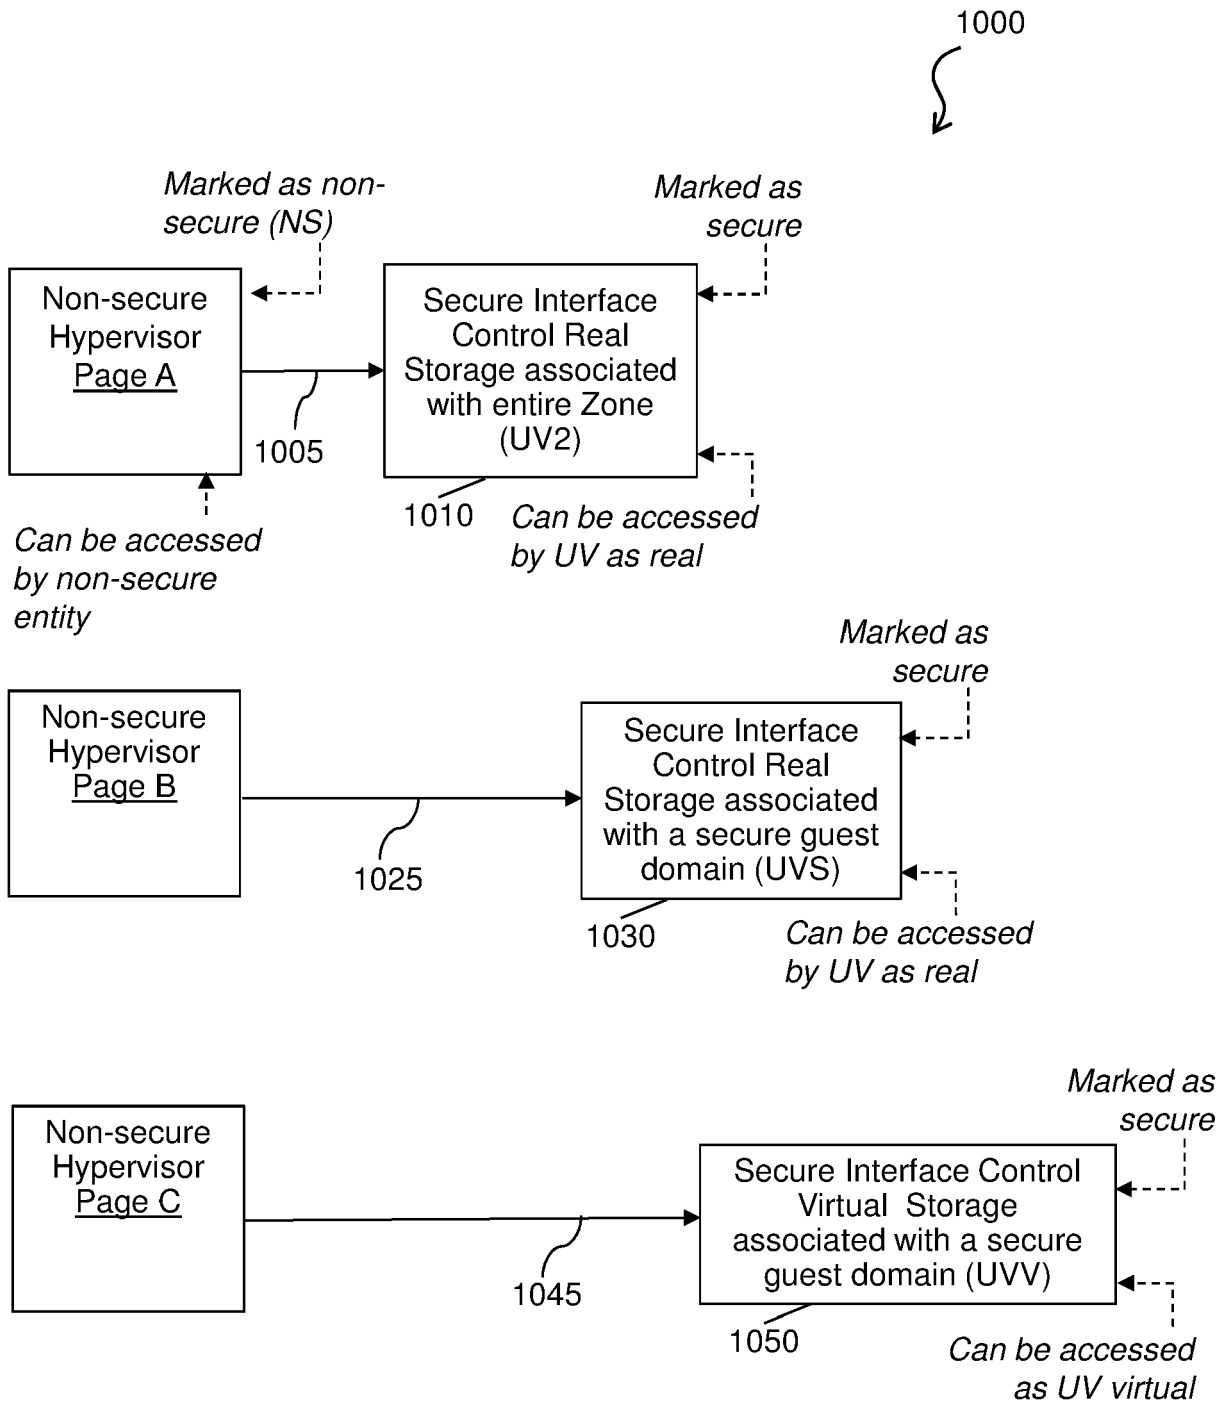 1000
Marked as non-
secure (NS)
Marked as
secure
Non-secure
Hypervisor
Page A
Secure Interface
Control Real
Storage associated
with entire Zone
(UV2)
1005
1010
Can be accessed
by UV as real
Can be accessed
by non-secure
entity
Marked as
secure
Non-secure
Hypervisor
Page B
Secure Interface
Control Real
Storage associated
with a secure guest
domain (UVS)
1025
1030
Can be accessed
by UV as real
Marked as
secure
Non-secure
Hypervisor
Page C
Secure Interface Control
Virtual  Storage
associated with a secure
guest domain (UVV)
1045
1050
Can be accessed
as UV virtual